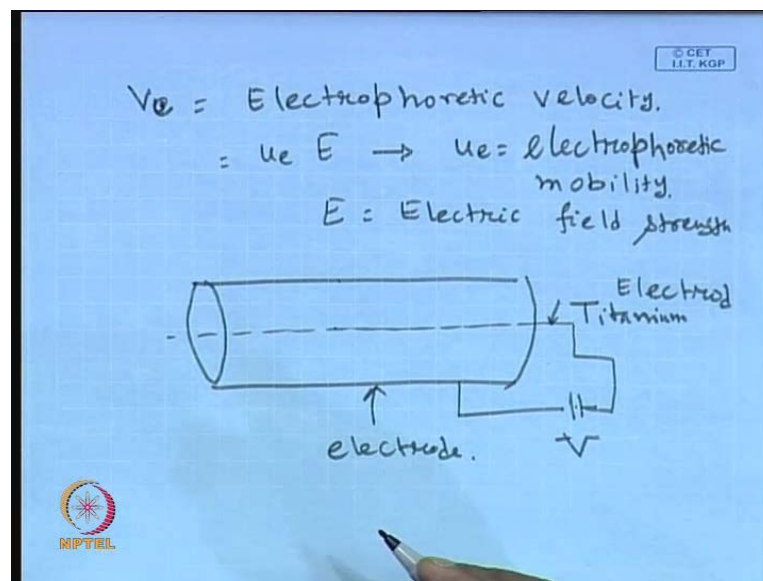 © CET
I.I.T. KGP
Ve = Electrophoretic velocity.
= ue E → ue = electrophoretic
mobility.
E = Electric field strength
Electrod
Titanium
electrode.
V
NPTEL